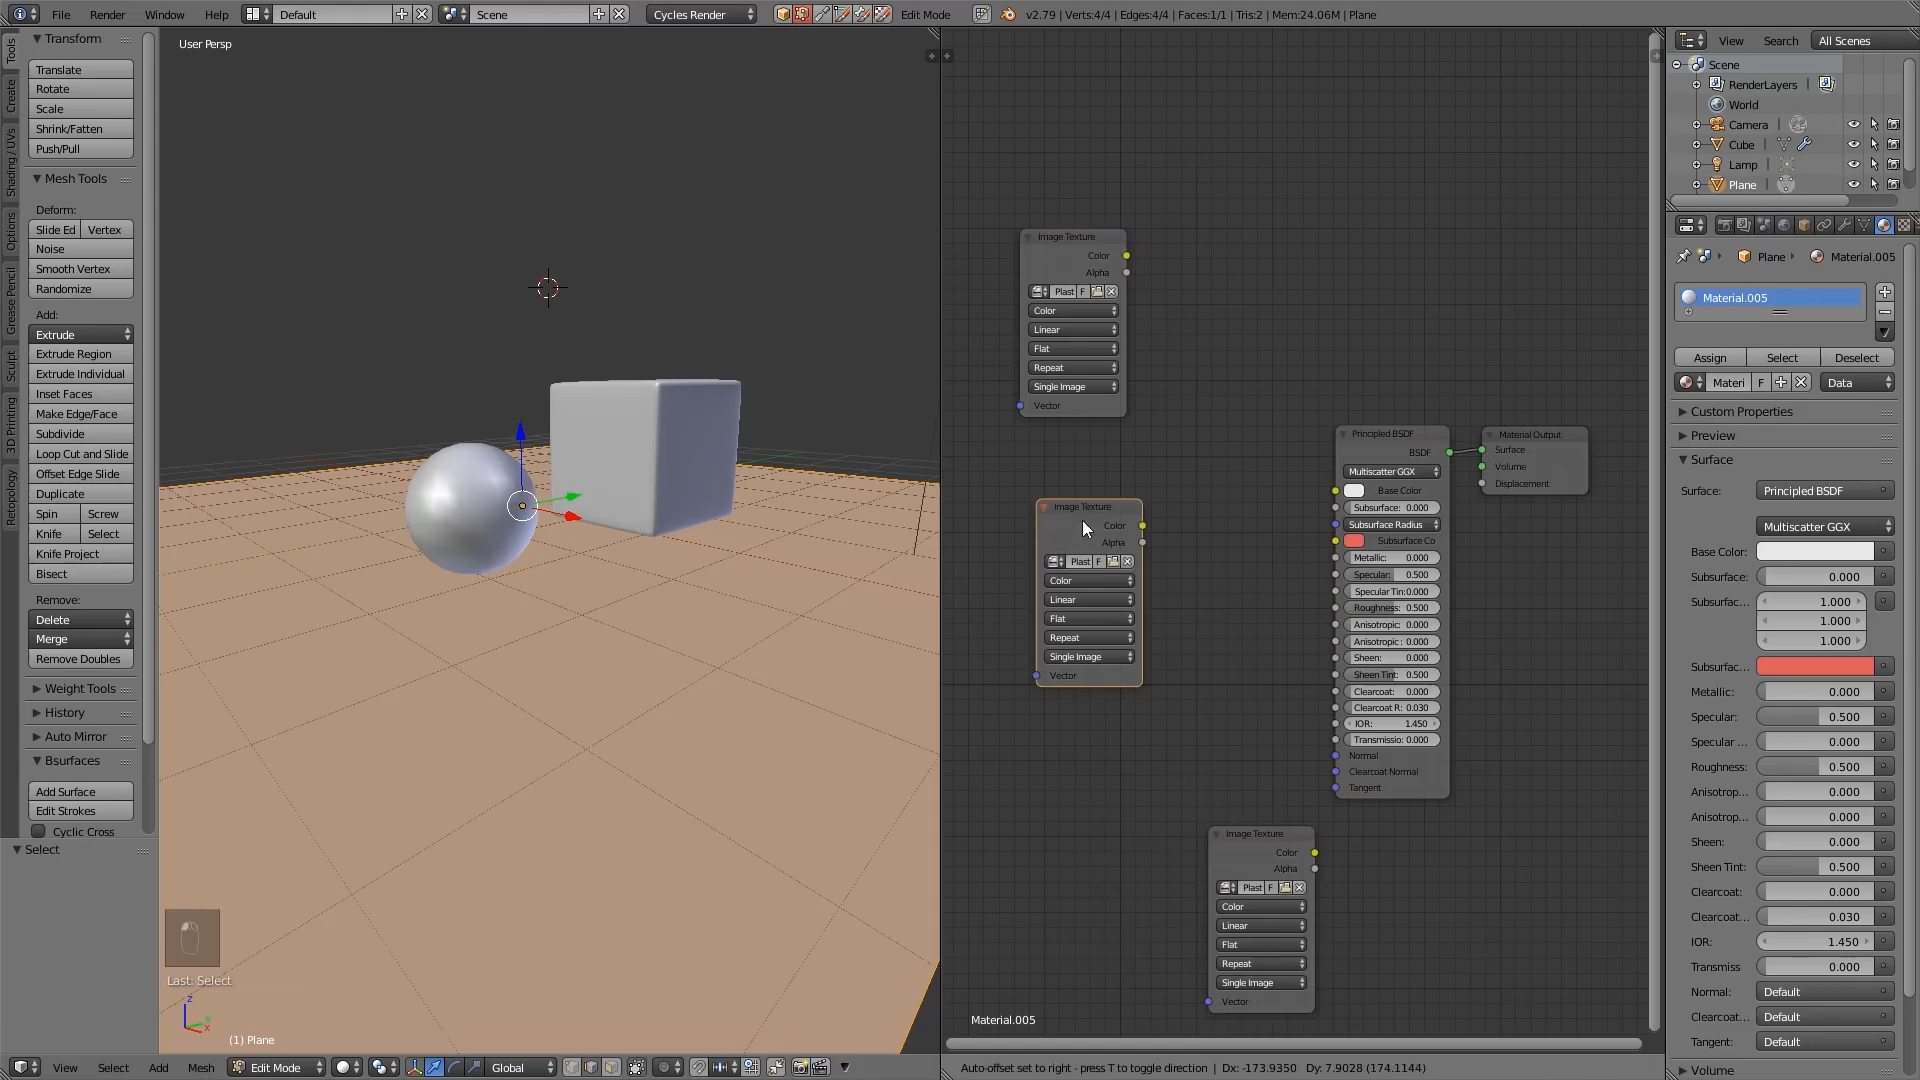 File Render Window Help Default Scene Cycles Render Edit Mode v2.79 | Verts:4/4 | Edges:4/4 | Faces:1/1 | Tris:2 | Mem:24.06M | Plane
Tools
Create
Shading / UVs
Options
Grease Pencil
Sculpt
3D Printing
Retopology
Transform
Translate
Rotate
Scale
Shrink/Fatten
Push/Pull
Mesh Tools
Deform:
Slide Ed Vertex
Noise
Smooth Vertex
Randomize
Add:
Extrude
Extrude Region
Extrude Individual
Inset Faces
Make Edge/Face
Subdivide
Loop Cut and Slide
Offset Edge Slide
Duplicate
Spin Screw
Knife Select
Knife Project
Bisect
Remove:
Delete
Merge
Remove Doubles
Weight Tools
History
Auto Mirror
Bsurfaces
Add Surface
Edit Strokes
Cyclic Cross
Select
User Persp
Last: Select
z
y
x
(1) Plane
View Select Add Mesh Edit Mode Global
Image Texture
Color
Alpha
Plast F
Color
Linear
Flat
Repeat
Single Image
Vector
Image Texture
Color
Alpha
Plast F
Color
Linear
Flat
Repeat
Single Image
Vector
Image Texture
Color
Alpha
Plast F
Color
Linear
Flat
Repeat
Single Image
Vector
Principled BSDF
BSDF
Multiscatter GGX
Base Color
Subsurface: 0.000
Subsurface Radius
Subsurface Co
Metallic: 0.000
Specular: 0.500
Specular Tin:0.000
Roughness: 0.500
Anisotropic: 0.000
Anisotropic : 0.000
Sheen: 0.000
Sheen Tint: 0.500
Clearcoat: 0.000
Clearcoat R: 0.030
IOR: 1.450
Transmissio: 0.000
Normal
Clearcoat Normal
Tangent
Material Output
Surface
Volume
Displacement
Material.005
Auto-offset set to right - press T to toggle direction | Dx: -173.9350 Dy: 7.9028 (174.1144)
View Search All Scenes
Scene
RenderLayers |
World
Camera |
Cube |
Lamp |
Plane |
Plane Material.005
Material.005
Assign Select Deselect
Materi F Data
Custom Properties
Preview
Surface
Surface: Principled BSDF
Multiscatter GGX
Base Color:
Subsurface: 0.000
Subsurfac... 1.000
1.000
1.000
Subsurfac...
Metallic: 0.000
Specular: 0.500
Specular ... 0.000
Roughness: 0.500
Anisotrop... 0.000
Anisotrop... 0.000
Sheen: 0.000
Sheen Tint: 0.500
Clearcoat: 0.000
Clearcoat... 0.030
IOR: 1.450
Transmiss 0.000
Normal: Default
Clearcoat... Default
Tangent: Default
Volume